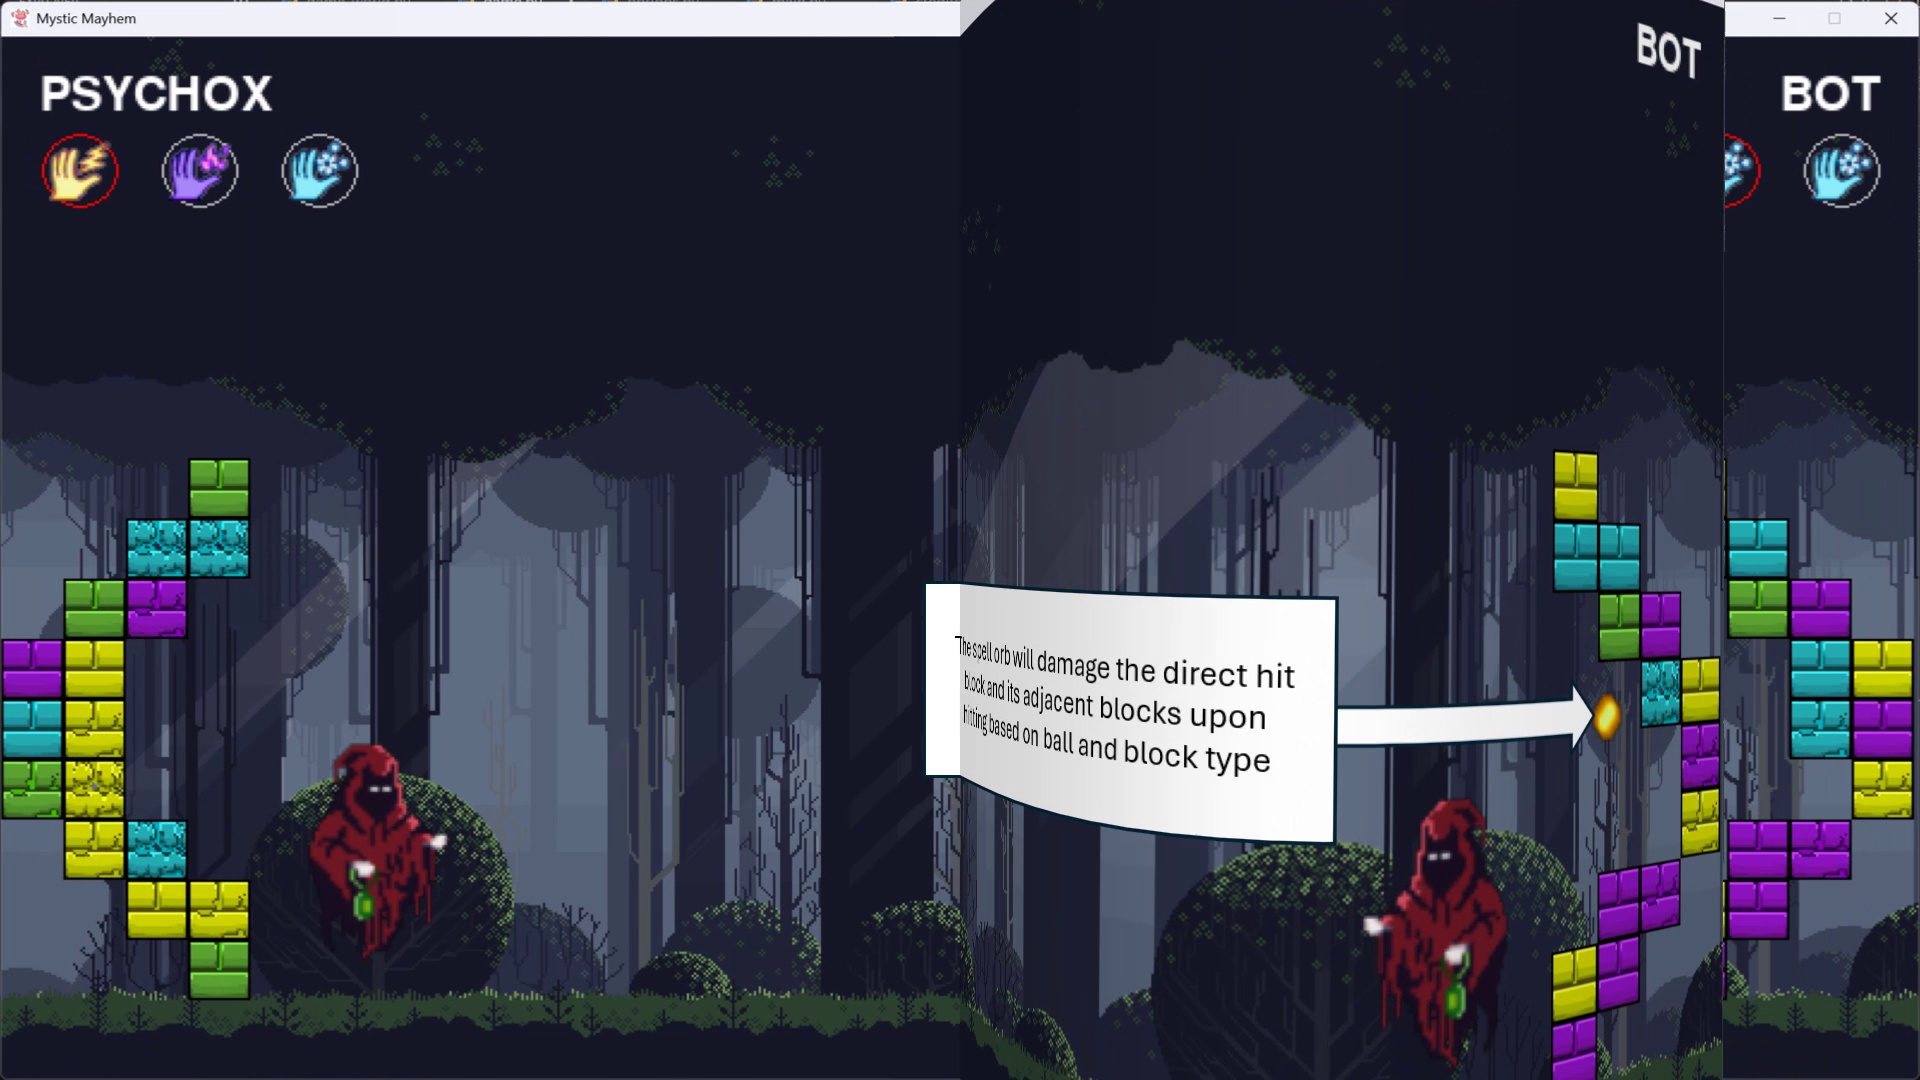 Mystic Mayhem
PSYCHOX
BOT
BOT
The spell orb will damage the direct hit
block and its adjacent blocks upon
hitting based on ball and block type